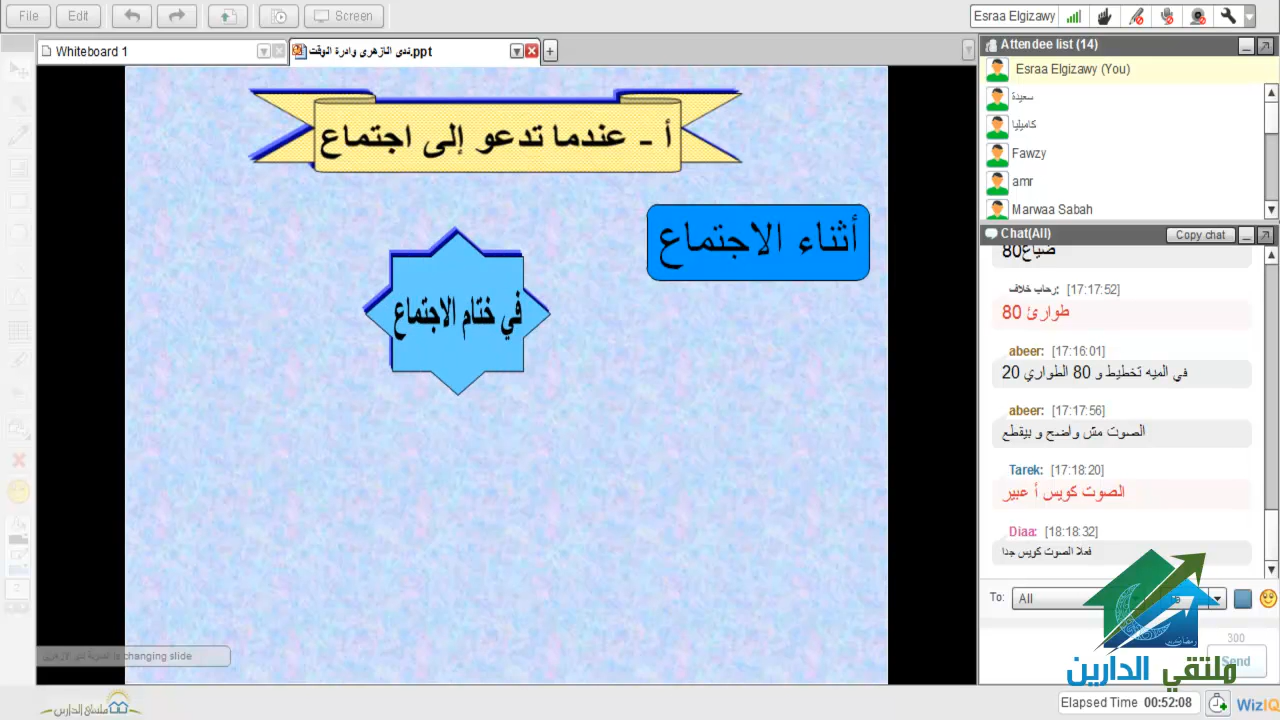 File
Edit
Screen
Esraa Elgizawy
Whiteboard 1
ندى الازهرى وادرة الوقت.ppt
أ - عندما تدعو إلى اجتماع
أثناء الاجتماع
في ختام الاجتماع
is changing slide
Attendee list (14)
Esraa Elgizawy (You)
سعيدة
كاميليا
Fawzy
amr
Marwaa Sabah
Chat(All)
Copy chat
ضياع80
رحاب خلاف: [17:17:52]
طوارئ 80
abeer: [17:16:01]
في الميه تخطيط و 80 الطواري 20
abeer: [17:17:56]
الصوت مش واضح و بيقطع
Tarek: [17:18:20]
الصوت كويس أ عبير
Diaa: [18:18:32]
فعلا الصوت كويس جدا
To:
All
300
Send
ملتقي الدارين
Elapsed Time 00:52:08
WizIQ